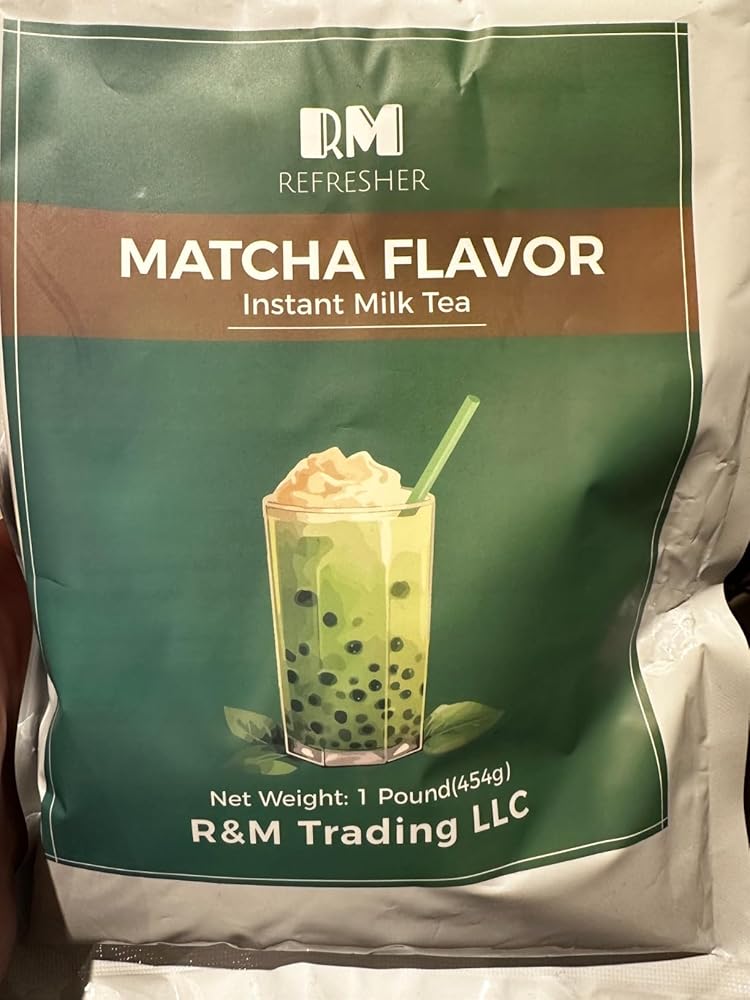 RM
REFRESHER
MATCHA FLAVOR
Instant Milk Tea
Net Weight: 1 Pound(454g)
R&M Trading LLC